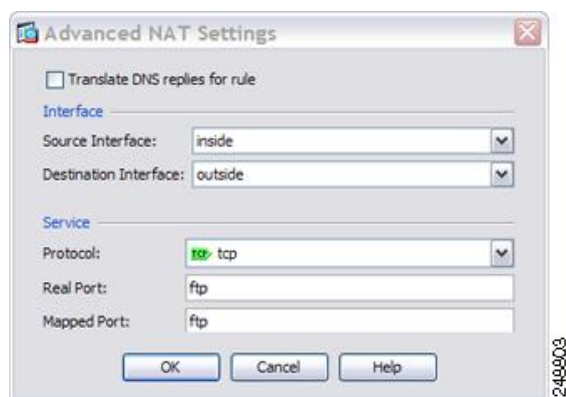 Advanced NAT Settings
Translate DNS replies for rule
Interface
Source Interface: inside
Destination Interface: outside
Service
Protocol: TCP tcp
Real Port: ftp
Mapped Port: ftp
OK Cancel Help
248803